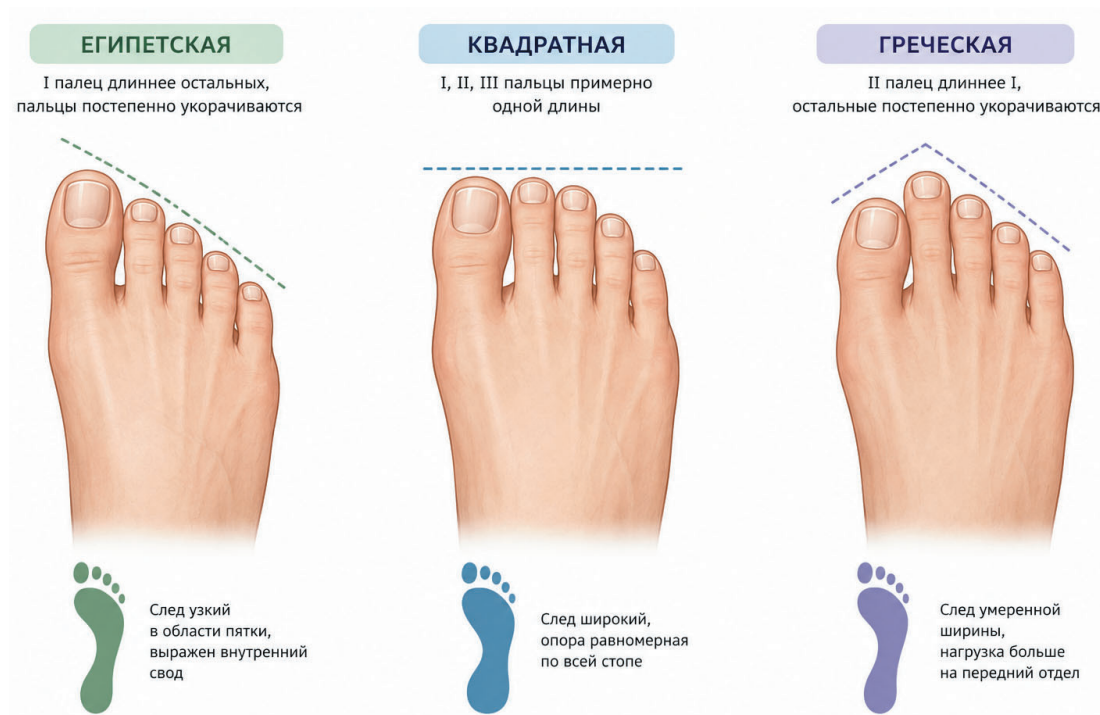 ЕГИПЕТСКАЯ
I палец длиннее остальных,
пальцы постепенно укорачиваются
КВАДРАТНАЯ
I, II, III пальцы примерно
одной длины
ГРЕЧЕСКАЯ
II палец длиннее I,
остальные постепенно укорачиваются
След узкий
в области пятки,
выражен внутренний
свод
След широкий,
опора равномерная
по всей стопе
След умеренной
ширины,
нагрузка больше
на передний отдел